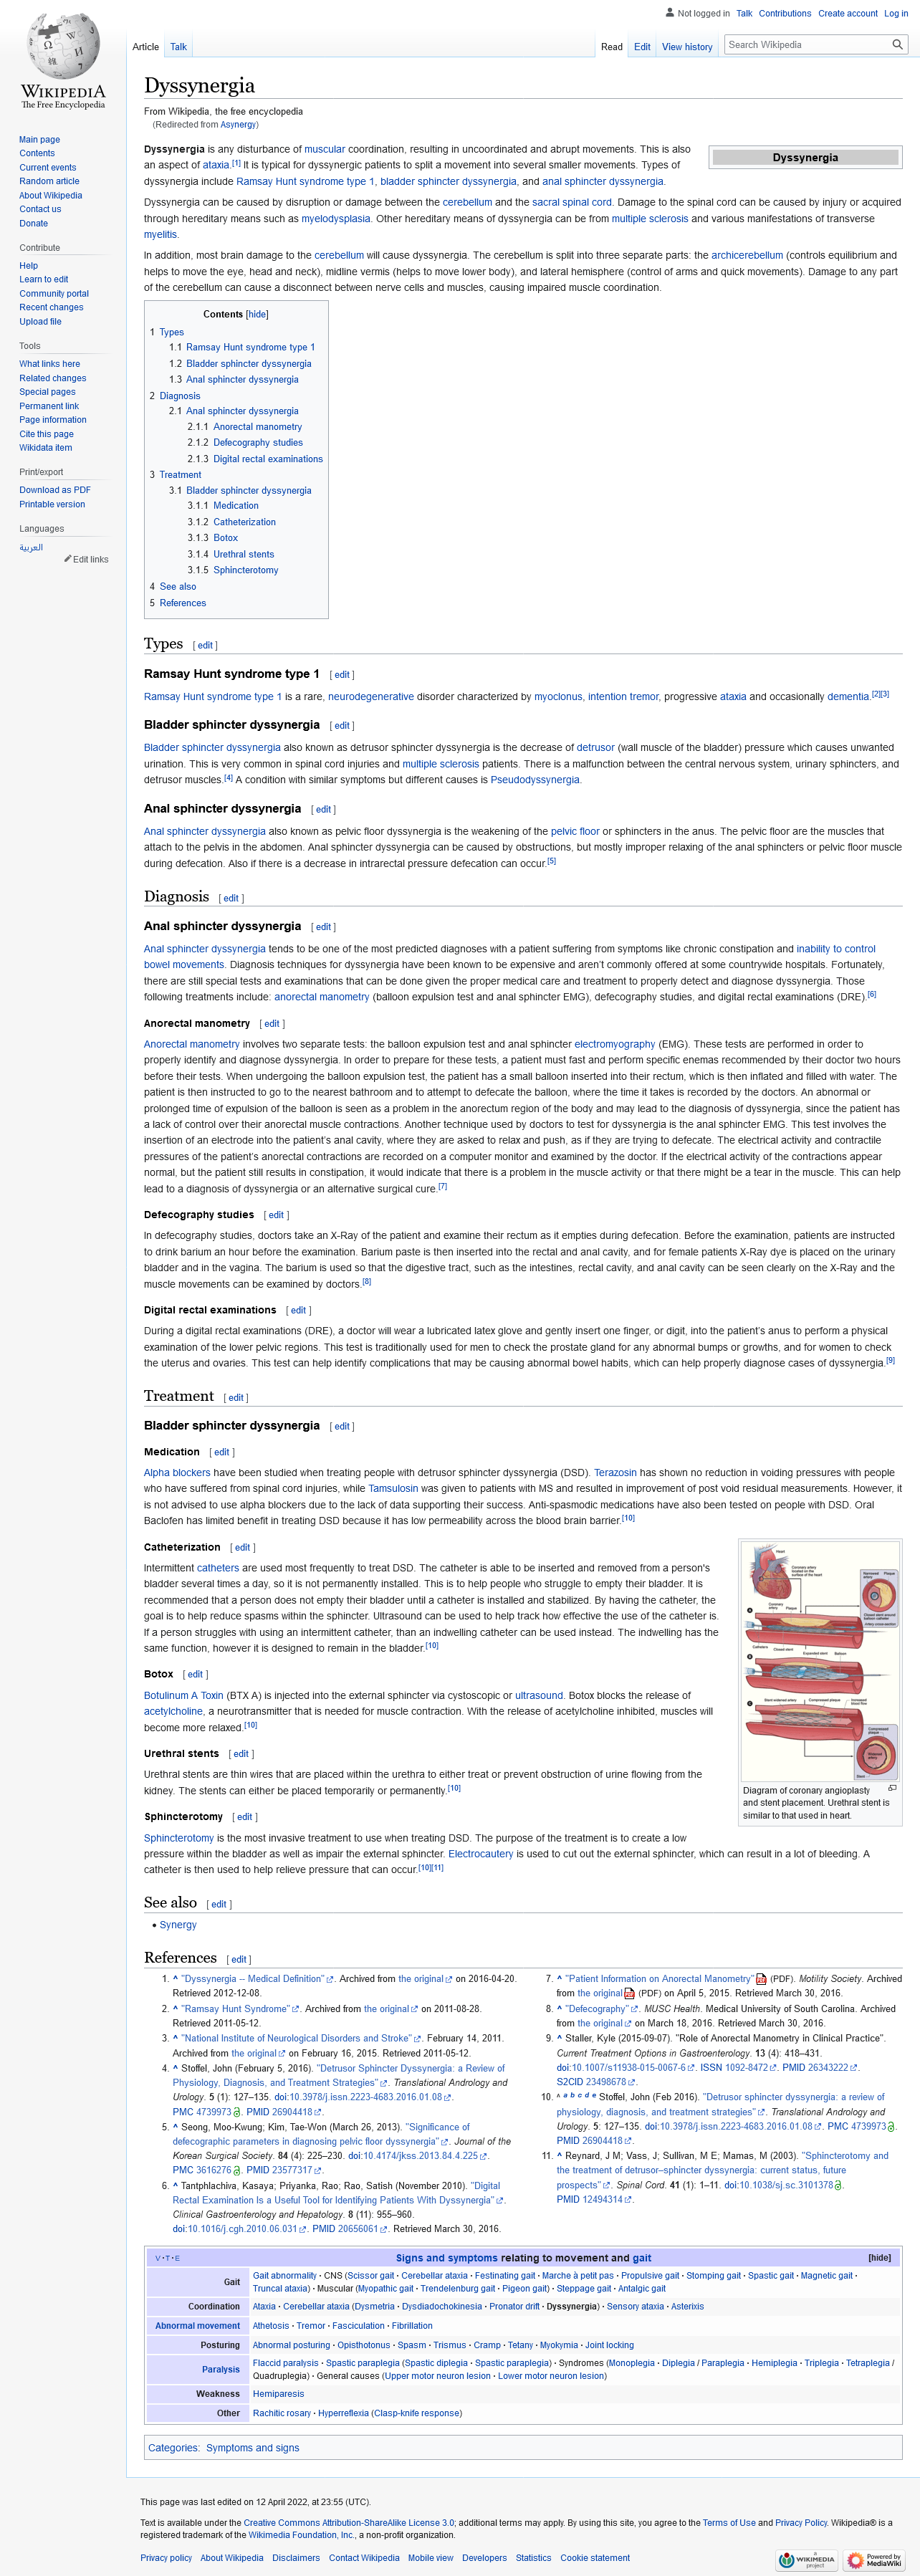 Not logged in Talk Contributions Create account Log in
Article Talk Read Edit View history Search Wikipedia
WIKIPEDIA
The Free Encyclopedia
Main page
Contents
Current events
Random article
About Wikipedia
Contact us
Donate
Contribute
Help
Learn to edit
Community portal
Recent changes
Upload file
Tools
What links here
Related changes
Special pages
Permanent link
Page information
Cite this page
Wikidata item
Print/export
Download as PDF
Printable version
Languages
العربية
Edit links
Dyssynergia
From Wikipedia, the free encyclopedia
(Redirected from Asynergy)
Dyssynergia
Dyssynergia is any disturbance of muscular coordination, resulting in uncoordinated and abrupt movements. This is also
an aspect of ataxia.[1] It is typical for dyssynergic patients to split a movement into several smaller movements. Types of
dyssynergia include Ramsay Hunt syndrome type 1, bladder sphincter dyssynergia, and anal sphincter dyssynergia.
Dyssynergia can be caused by disruption or damage between the cerebellum and the sacral spinal cord. Damage to the spinal cord can be caused by injury or acquired
through hereditary means such as myelodysplasia. Other hereditary means of dyssynergia can be from multiple sclerosis and various manifestations of transverse
myelitis.
In addition, most brain damage to the cerebellum will cause dyssynergia. The cerebellum is split into three separate parts: the archicerebellum (controls equilibrium and
helps to move the eye, head and neck), midline vermis (helps to move lower body), and lateral hemisphere (control of arms and quick movements). Damage to any part
of the cerebellum can cause a disconnect between nerve cells and muscles, causing impaired muscle coordination.
Contents [hide]
1 Types
1.1 Ramsay Hunt syndrome type 1
1.2 Bladder sphincter dyssynergia
1.3 Anal sphincter dyssynergia
2 Diagnosis
2.1 Anal sphincter dyssynergia
2.1.1 Anorectal manometry
2.1.2 Defecography studies
2.1.3 Digital rectal examinations
3 Treatment
3.1 Bladder sphincter dyssynergia
3.1.1 Medication
3.1.2 Catheterization
3.1.3 Botox
3.1.4 Urethral stents
3.1.5 Sphincterotomy
4 See also
5 References
Types [ edit ]
Ramsay Hunt syndrome type 1 [ edit ]
Ramsay Hunt syndrome type 1 is a rare, neurodegenerative disorder characterized by myoclonus, intention tremor, progressive ataxia and occasionally dementia.[2][3]
Bladder sphincter dyssynergia [ edit ]
Bladder sphincter dyssynergia also known as detrusor sphincter dyssynergia is the decrease of detrusor (wall muscle of the bladder) pressure which causes unwanted
urination. This is very common in spinal cord injuries and multiple sclerosis patients. There is a malfunction between the central nervous system, urinary sphincters, and
detrusor muscles.[4] A condition with similar symptoms but different causes is Pseudodyssynergia.
Anal sphincter dyssynergia [ edit ]
Anal sphincter dyssynergia also known as pelvic floor dyssynergia is the weakening of the pelvic floor or sphincters in the anus. The pelvic floor are the muscles that
attach to the pelvis in the abdomen. Anal sphincter dyssynergia can be caused by obstructions, but mostly improper relaxing of the anal sphincters or pelvic floor muscle
during defecation. Also if there is a decrease in intrarectal pressure defecation can occur.[5]
Diagnosis [ edit ]
Anal sphincter dyssynergia [ edit ]
Anal sphincter dyssynergia tends to be one of the most predicted diagnoses with a patient suffering from symptoms like chronic constipation and inability to control
bowel movements. Diagnosis techniques for dyssynergia have been known to be expensive and aren't commonly offered at some countrywide hospitals. Fortunately,
there are still special tests and examinations that can be done given the proper medical care and treatment to properly detect and diagnose dyssynergia. Those
following treatments include: anorectal manometry (balloon expulsion test and anal sphincter EMG), defecography studies, and digital rectal examinations (DRE).[6]
Anorectal manometry [ edit ]
Anorectal manometry involves two separate tests: the balloon expulsion test and anal sphincter electromyography (EMG). These tests are performed in order to
properly identify and diagnose dyssynergia. In order to prepare for these tests, a patient must fast and perform specific enemas recommended by their doctor two hours
before their tests. When undergoing the balloon expulsion test, the patient has a small balloon inserted into their rectum, which is then inflated and filled with water. The
patient is then instructed to go to the nearest bathroom and to attempt to defecate the balloon, where the time it takes is recorded by the doctors. An abnormal or
prolonged time of expulsion of the balloon is seen as a problem in the anorectum region of the body and may led to the diagnosis of dyssynergia, since the patient has
a lack of control over their anorectal muscle contractions. Another technique used by doctors to test for dyssynergia is the anal sphincter EMG. This test involves the
insertion of an electrode into the patient's anal cavity, where they are asked to relax and push, as if they are trying to defecate. The electrical activity and contractile
pressures of the patient's anorectal contractions are recorded on a computer monitor and examined by the doctor. If the electrical activity of the contractions appear
normal, but the patient still results in constipation, it would indicate that there is a problem in the muscle activity or that there might be a tear in the muscle. This can help
lead to a diagnosis of dyssynergia or an alternative surgical cure.[7]
Defecography studies [ edit ]
In defecography studies, doctors take an X-Ray of the patient and examine their rectum as it empties during defecation. Before the examination, patients are instructed
to drink barium an hour before the examination. Barium paste is then inserted into the rectal and anal cavity, and for female patients X-Ray dye is placed on the urinary
bladder and in the vagina. The barium is used so that the digestive tract, such as the intestines, rectal cavity, and anal cavity can be seen clearly on the X-Ray and the
muscle movements can be examined by doctors.[8]
Digital rectal examinations [ edit ]
During a digital rectal examinations (DRE), a doctor will wear a lubricated latex glove and gently insert one finger, or digit, into the patient's anus to perform a physical
examination of the lower pelvic regions. This test is traditionally used for men to check the prostate gland for any abnormal bumps or growths, and for women to check
the uterus and ovaries. This test can help identify complications that may be causing abnormal bowel habits, which can help properly diagnose cases of dyssynergia.[9]
Treatment [ edit ]
Bladder sphincter dyssynergia [ edit ]
Medication [ edit ]
Alpha blockers have been studied when treating people with detrusor sphincter dyssynergia (DSD). Terazosin has shown no reduction in voiding pressures with people
who have suffered from spinal cord injuries, while Tamsulosin was given to patients with MS and resulted in improvement of post void residual measurements. However, it
is not advised to use alpha blockers due to the lack of data supporting their success. Anti-spasmodic medications have also been tested on people with DSD. Oral
Baclofen has limited benefit in treating DSD because it has low permeability across the blood brain barrier.[10]
Catheterization [ edit ]
Intermittent catheters are used most frequently to treat DSD. The catheter is able to be inserted and removed from a person's
bladder several times a day, so it is not permanently installed. This is to help people who struggle to empty their bladder. It is
recommended that a person does not empty their bladder until a catheter is installed and stabilized. By having the catheter, the
goal is to help reduce spasms within the sphincter. Ultrasound can be used to help track how effective the use of the catheter is.
If a person struggles with using an intermittent catheter, than an indwelling catheter can be used instead. The indwelling has the
same function, however it is designed to remain in the bladder.[10]
Diagram of coronary angioplasty
and stent placement. Urethral stent is
similar to that used in heart.
Botox [ edit ]
Botulinum A Toxin (BTX A) is injected into the external sphincter via cystoscopic or ultrasound. Botox blocks the release of
acetylcholine, a neurotransmitter that is needed for muscle contraction. With the release of acetylcholine inhibited, muscles will
become more relaxed.[10]
Urethral stents [ edit ]
Urethral stents are thin wires that are placed within the urethra to either treat or prevent obstruction of urine flowing from the
kidney. The stents can either be placed temporarily or permanently.[10]
Sphincterotomy [ edit ]
Sphincterotomy is the most invasive treatment to use when treating DSD. The purpose of the treatment is to create a low
pressure within the bladder as well as impair the external sphincter. Electrocautery is used to cut out the external sphincter, which can result in a lot of bleeding. A
catheter is then used to help relieve pressure that can occur.[10][11]
See also [ edit ]
• Synergy
References [ edit ]
1. ^ "Dyssynergia -- Medical Definition". Archived from the original on 2016-04-20.
Retrieved 2012-12-08.
2. ^ "Ramsay Hunt Syndrome". Archived from the original on 2011-08-28.
Retrieved 2011-05-12.
3. ^ "National Institute of Neurological Disorders and Stroke". February 14, 2011.
Archived from the original on February 16, 2015. Retrieved 2011-05-12.
4. ^ Stoffel, John (February 5, 2016). "Detrusor Sphincter Dyssynergia: a Review of
Physiology, Diagnosis, and Treatment Strategies". Translational Andrology and
Urology. 5 (1): 127–135. doi:10.3978/j.issn.2223-4683.2016.01.08.
PMC 4739973. PMID 26904418.
5. ^ Seong, Moo-Kwung; Kim, Tae-Won (March 26, 2013). "Significance of
defecographic parameters in diagnosing pelvic floor dyssynergia". Journal of the
Korean Surgical Society. 84 (4): 225–230. doi:10.4174/jkss.2013.84.4.225.
PMC 3616276. PMID 23577317.
6. ^ Tantphlachiva, Kasaya; Priyanka, Rao; Rao, Satish (November 2010). "Digital
Rectal Examination Is a Useful Tool for Identifying Patients With Dyssynergia".
Clinical Gastroenterology and Hepatology. 8 (11): 955–960.
doi:10.1016/j.cgh.2010.06.031. PMID 20656061. Retrieved March 30, 2016.
7. ^ "Patient Information on Anorectal Manometry" (PDF). Motility Society. Archived
from the original (PDF) on April 5, 2015. Retrieved March 30, 2016.
8. ^ "Defecography". MUSC Health. Medical University of South Carolina. Archived
from the original on March 18, 2016. Retrieved March 30, 2016.
9. ^ Staller, Kyle (2015-09-07). "Role of Anorectal Manometry in Clinical Practice".
Current Treatment Options in Gastroenterology. 13 (4): 418–431.
doi:10.1007/s11938-015-0067-6. ISSN 1092-8472. PMID 26343222.
S2CID 23498678.
10. ^ a b c d e Stoffel, John (Feb 2016). "Detrusor sphincter dyssynergia: a review of
physiology, diagnosis, and treatment strategies". Translational Andrology and
Urology. 5: 127–135. doi:10.3978/j.issn.2223-4683.2016.01.08. PMC 4739973.
PMID 26904418.
11. ^ Reynard, J M; Vass, J; Sullivan, M E; Mamas, M (2003). "Sphincterotomy and
the treatment of detrusor–sphincter dyssynergia: current status, future
prospects". Spinal Cord. 41 (1): 1–11. doi:10.1038/sj.sc.3101378.
PMID 12494314.
V · T · E Signs and symptoms relating to movement and gait [hide]
Gait Gait abnormality · CNS (Scissor gait · Cerebellar ataxia · Festinating gait · Marche à petit pas · Propulsive gait · Stomping gait · Spastic gait · Magnetic gait ·
Truncal ataxia) · Muscular (Myopathic gait · Trendelenburg gait · Pigeon gait) · Steppage gait · Antalgic gait
Coordination Ataxia · Cerebellar ataxia (Dysmetria · Dysdiadochokinesia · Pronator drift · Dyssynergia) · Sensory ataxia · Asterixis
Abnormal movement Athetosis · Tremor · Fasciculation · Fibrillation
Posturing Abnormal posturing · Opisthotonus · Spasm · Trismus · Cramp · Tetany · Myokymia · Joint locking
Paralysis Flaccid paralysis · Spastic paraplegia (Spastic diplegia · Spastic paraplegia) · Syndromes (Monoplegia · Diplegia / Paraplegia · Hemiplegia · Triplegia · Tetraplegia /
Quadruplegia) · General causes (Upper motor neuron lesion · Lower motor neuron lesion)
Weakness Hemiparesis
Other Rachitic rosary · Hyperreflexia (Clasp-knife response)
Categories: Symptoms and signs
This page was last edited on 12 April 2022, at 23:55 (UTC).
Text is available under the Creative Commons Attribution-ShareAlike License 3.0; additional terms may apply. By using this site, you agree to the Terms of Use and Privacy Policy. Wikipedia® is a
registered trademark of the Wikimedia Foundation, Inc., a non-profit organization.
Privacy policy About Wikipedia Disclaimers Contact Wikipedia Mobile view Developers Statistics Cookie statement
A WIKIMEDIA project Powered by MediaWiki